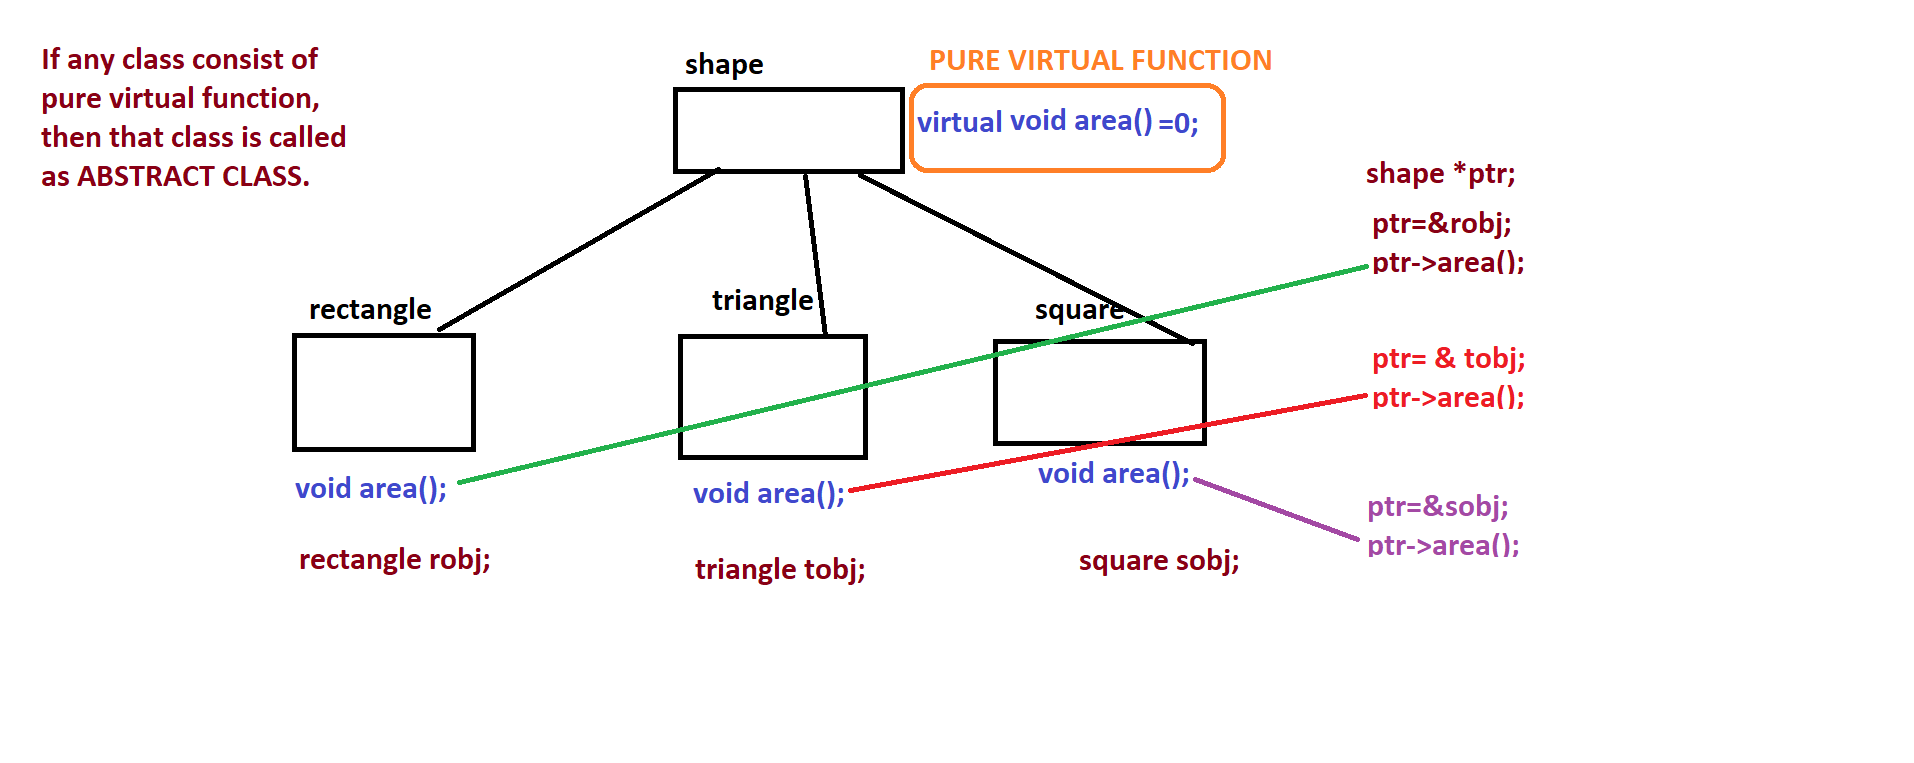 If any class consist of
pure virtual function,
then that class is called
as ABSTRACT CLASS.
shape
PURE VIRTUAL FUNCTION
virtual void area() =0;
shape *ptr;
ptr=&robj;
ptr->area();
rectangle
triangle
square
ptr= & tobj;
ptr->area();
void area();
void area();
void area();
ptr=&sobj;
ptr->area();
rectangle robj;
triangle tobj;
square sobj;